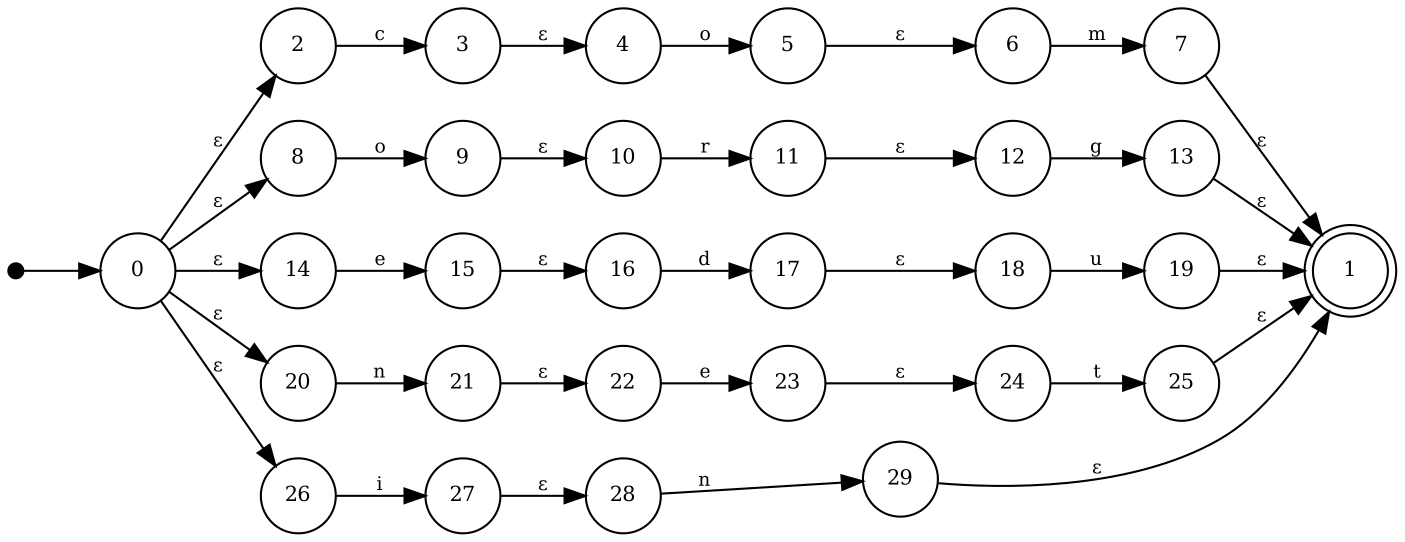 2 c 3 ε 4 o 5 ε 6 m 7
ε ε
8 o 9 ε 10 r 11 ε 12 g 13
ε ε
0 ε 14 e 15 ε 16 d 17 ε 18 u 19 ε 1
ε ε
20 n 21 ε 22 e 23 ε 24 t 25
ε
26 i 27 ε 28 n 29 ε